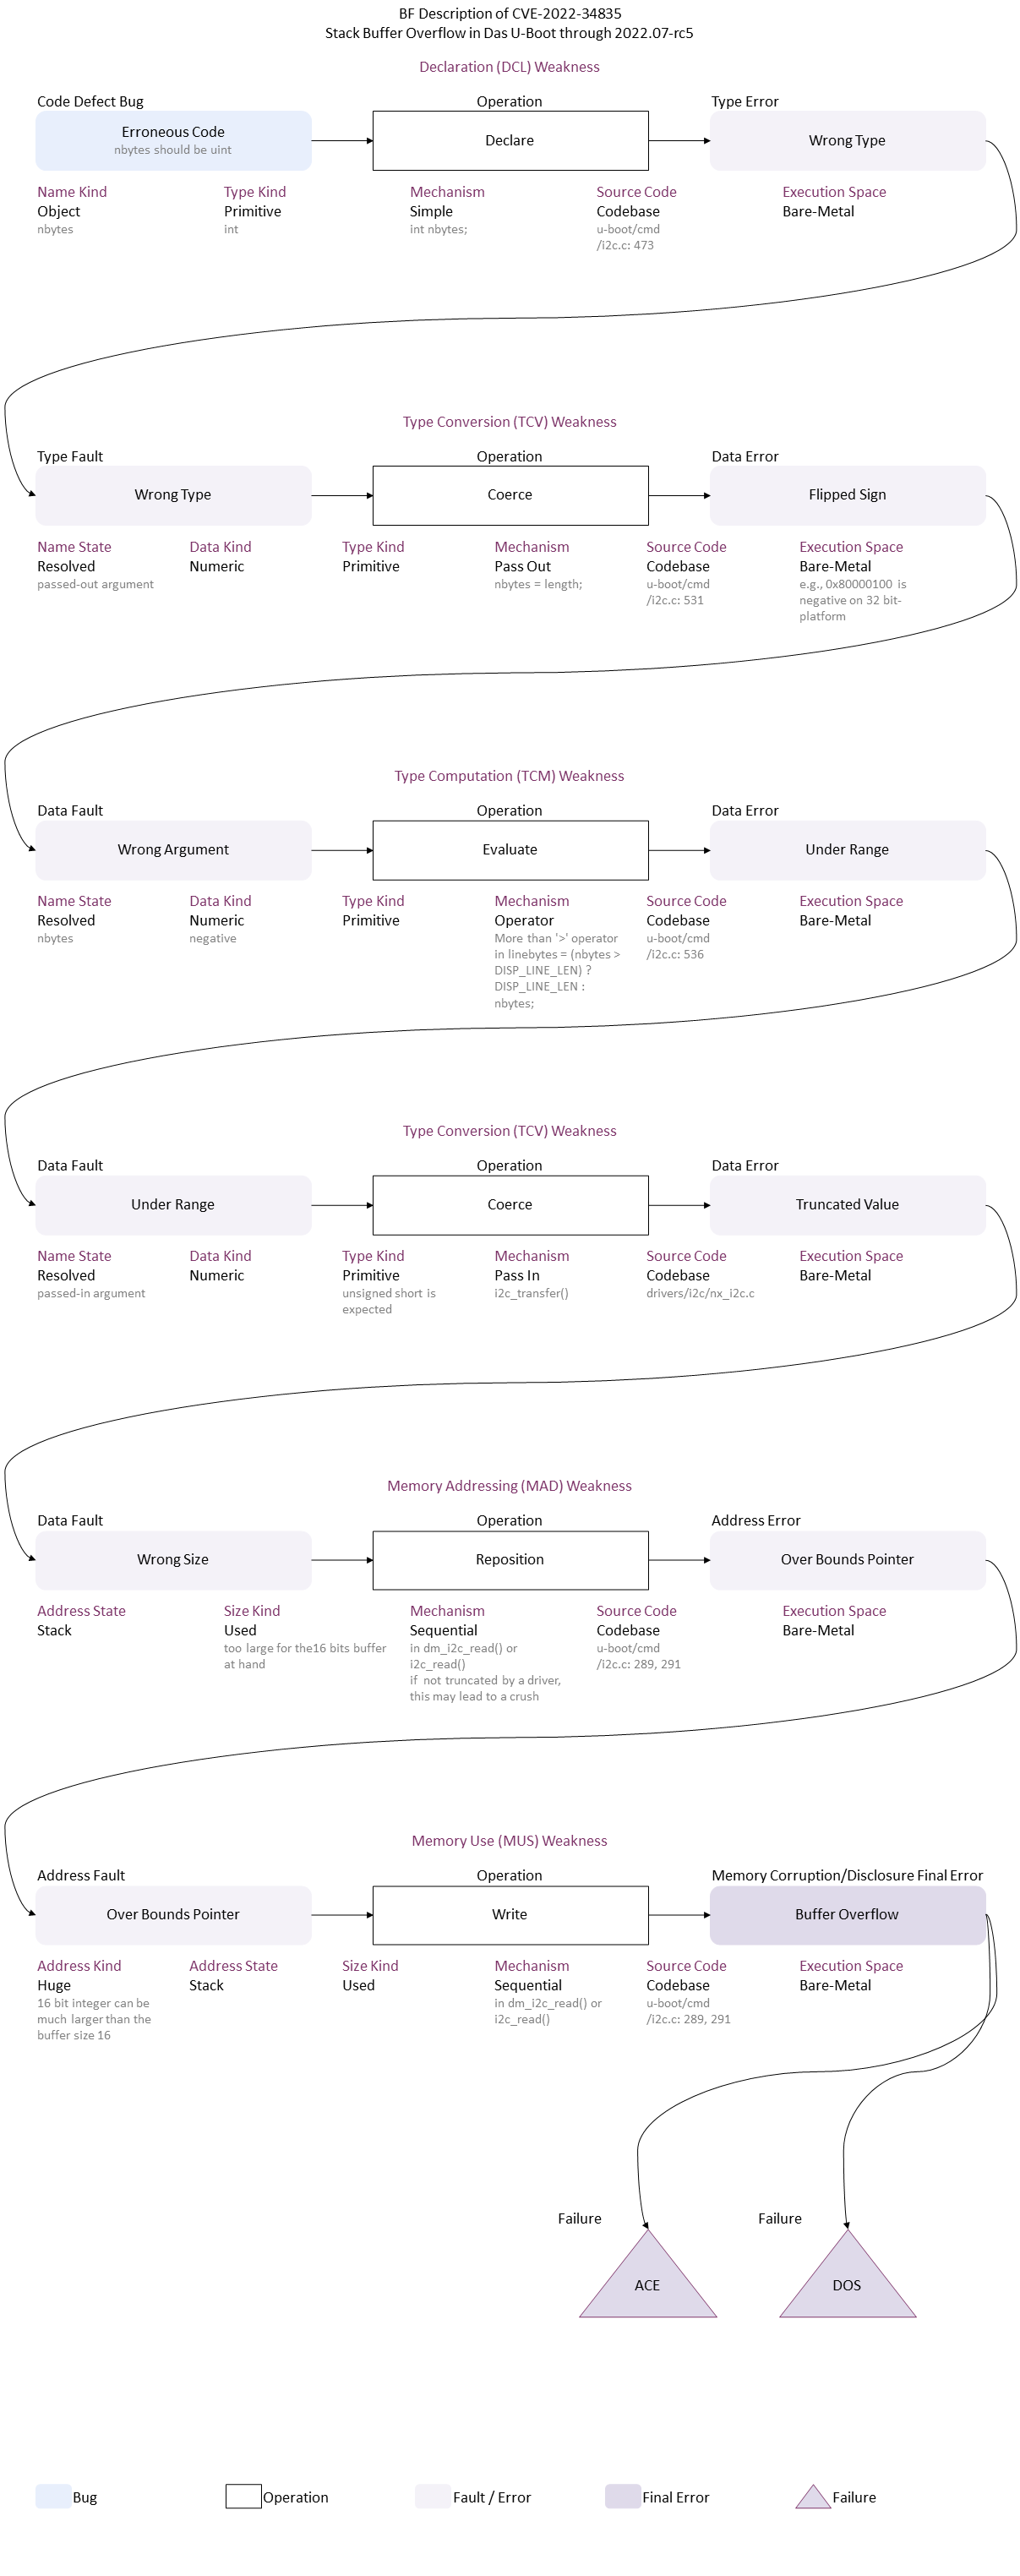 BF Description of CVE-2022-34835
Stack Buffer Overflow in Das U-Boot through 2022.07-rc5
Declaration (DCL) Weakness
Code Defect Bug
Operation
Type Error
Erroneous Code
nbytes should be uint
Declare
Wrong Type
Name Kind
Object
nbytes
Type Kind
Primitive
int
Mechanism
Simple
int nbytes;
Source Code
Codebase
u-boot/cmd
/i2c.c: 473
Execution Space
Bare-Metal
Type Conversion (TCV) Weakness
Type Fault
Operation
Data Error
Wrong Type
Coerce
Flipped Sign
Name State
Resolved
passed-out argument
Data Kind
Numeric
Type Kind
Primitive
Mechanism
Pass Out
nbytes = length;
Source Code
Codebase
u-boot/cmd
/i2c.c: 531
Execution Space
Bare-Metal
e.g., 0x80000100 is
negative on 32 bit-
platform
Type Computation (TCM) Weakness
Data Fault
Operation
Data Error
Wrong Argument
Evaluate
Under Range
Name State
Resolved
nbytes
Data Kind
Numeric
negative
Type Kind
Primitive
Mechanism
Operator
More than '>' operator
in linebytes = (nbytes >
DISP_LINE_LEN) ?
DISP_LINE_LEN :
nbytes;
Source Code
Codebase
u-boot/cmd
/i2c.c: 536
Execution Space
Bare-Metal
Type Conversion (TCV) Weakness
Data Fault
Operation
Data Error
Under Range
Coerce
Truncated Value
Name State
Resolved
passed-in argument
Data Kind
Numeric
Type Kind
Primitive
unsigned short is
expected
Mechanism
Pass In
i2c_transfer()
Source Code
Codebase
drivers/i2c/nx_i2c.c
Execution Space
Bare-Metal
Memory Addressing (MAD) Weakness
Data Fault
Operation
Address Error
Wrong Size
Reposition
Over Bounds Pointer
Address State
Stack
Size Kind
Used
too large for the16 bits buffer
at hand
Mechanism
Sequential
in dm_i2c_read() or
i2c_read()
if not truncated by a driver,
this may lead to a crush
Source Code
Codebase
u-boot/cmd
/i2c.c: 289, 291
Execution Space
Bare-Metal
Memory Use (MUS) Weakness
Address Fault
Operation
Memory Corruption/Disclosure Final Error
Over Bounds Pointer
Write
Buffer Overflow
Address Kind
Huge
16 bit integer can be
much larger than the
buffer size 16
Address State
Stack
Size Kind
Used
Mechanism
Sequential
in dm_i2c_read() or
i2c_read()
Source Code
Codebase
u-boot/cmd
/i2c.c: 289, 291
Execution Space
Bare-Metal
Failure
Failure
ACE
DOS
Bug
Operation
Fault / Error
Final Error
Failure